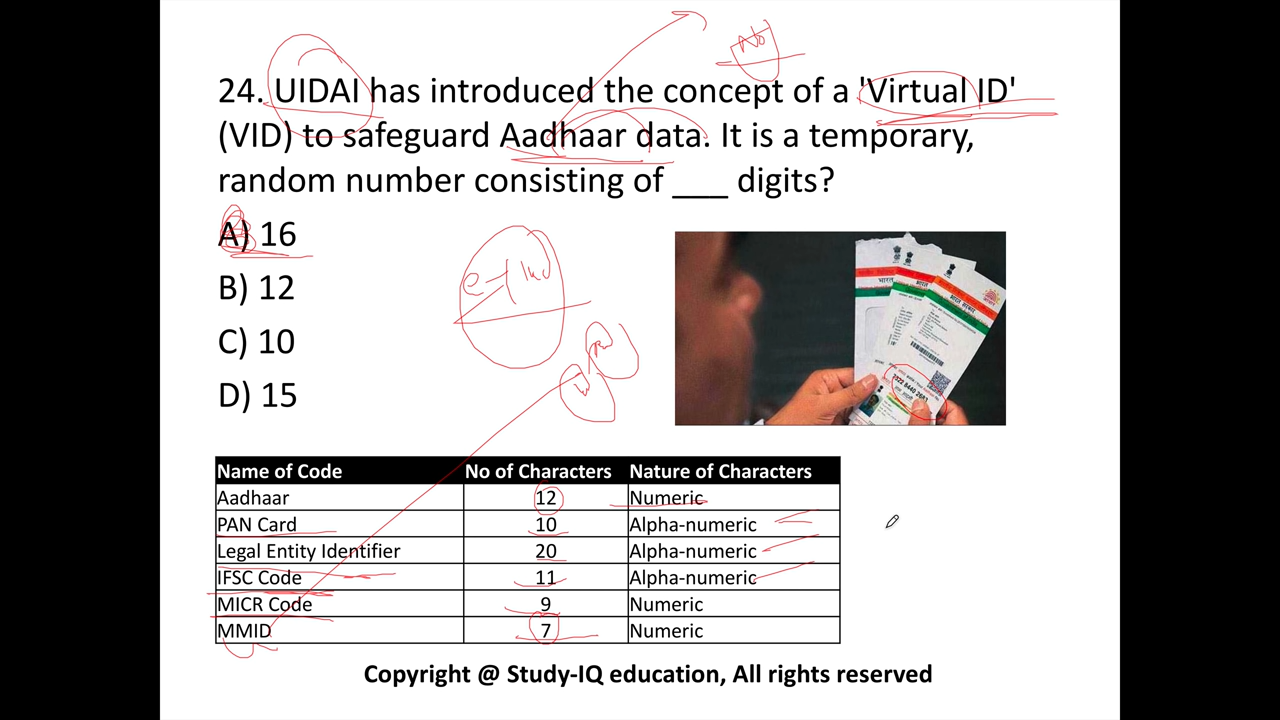 24. UIDAI has introduced the concept of a 'Virtual ID'
(VID) to safeguard Aadhaar data. It is a temporary,
random number consisting of ___ digits?
A) 16
B) 12
C) 10
D) 15
No
Name of Code No of Characters Nature of Characters
Aadhaar 12 Numeric
PAN Card 10 Alpha-numeric
Legal Entity Identifier 20 Alpha-numeric
IFSC Code 11 Alpha-numeric
MICR Code 9 Numeric
MMID 7 Numeric
Copyright @ Study-IQ education, All rights reserved